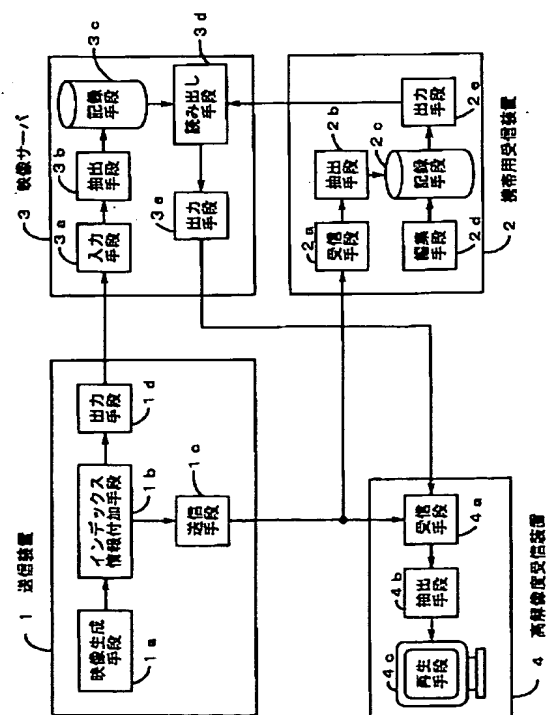 1 送信装置
映像生成
手段
1a
インデックス
情報付加手段
1b
出力
手段
1d
送信
手段
1c
3 映像サーバ
入力
手段
3a
抽出
手段
3b
記録手段
3c
読み出し
手段
3d
出力
手段
3e
受信
手段
2a
抽出
手段
2b
記録手段
2c
編集
手段
2d
出力
手段
2e
2 携帯用受信装置
受信
手段
4a
抽出
手段
4b
再生
手段
4c
4 高解像度受信装置